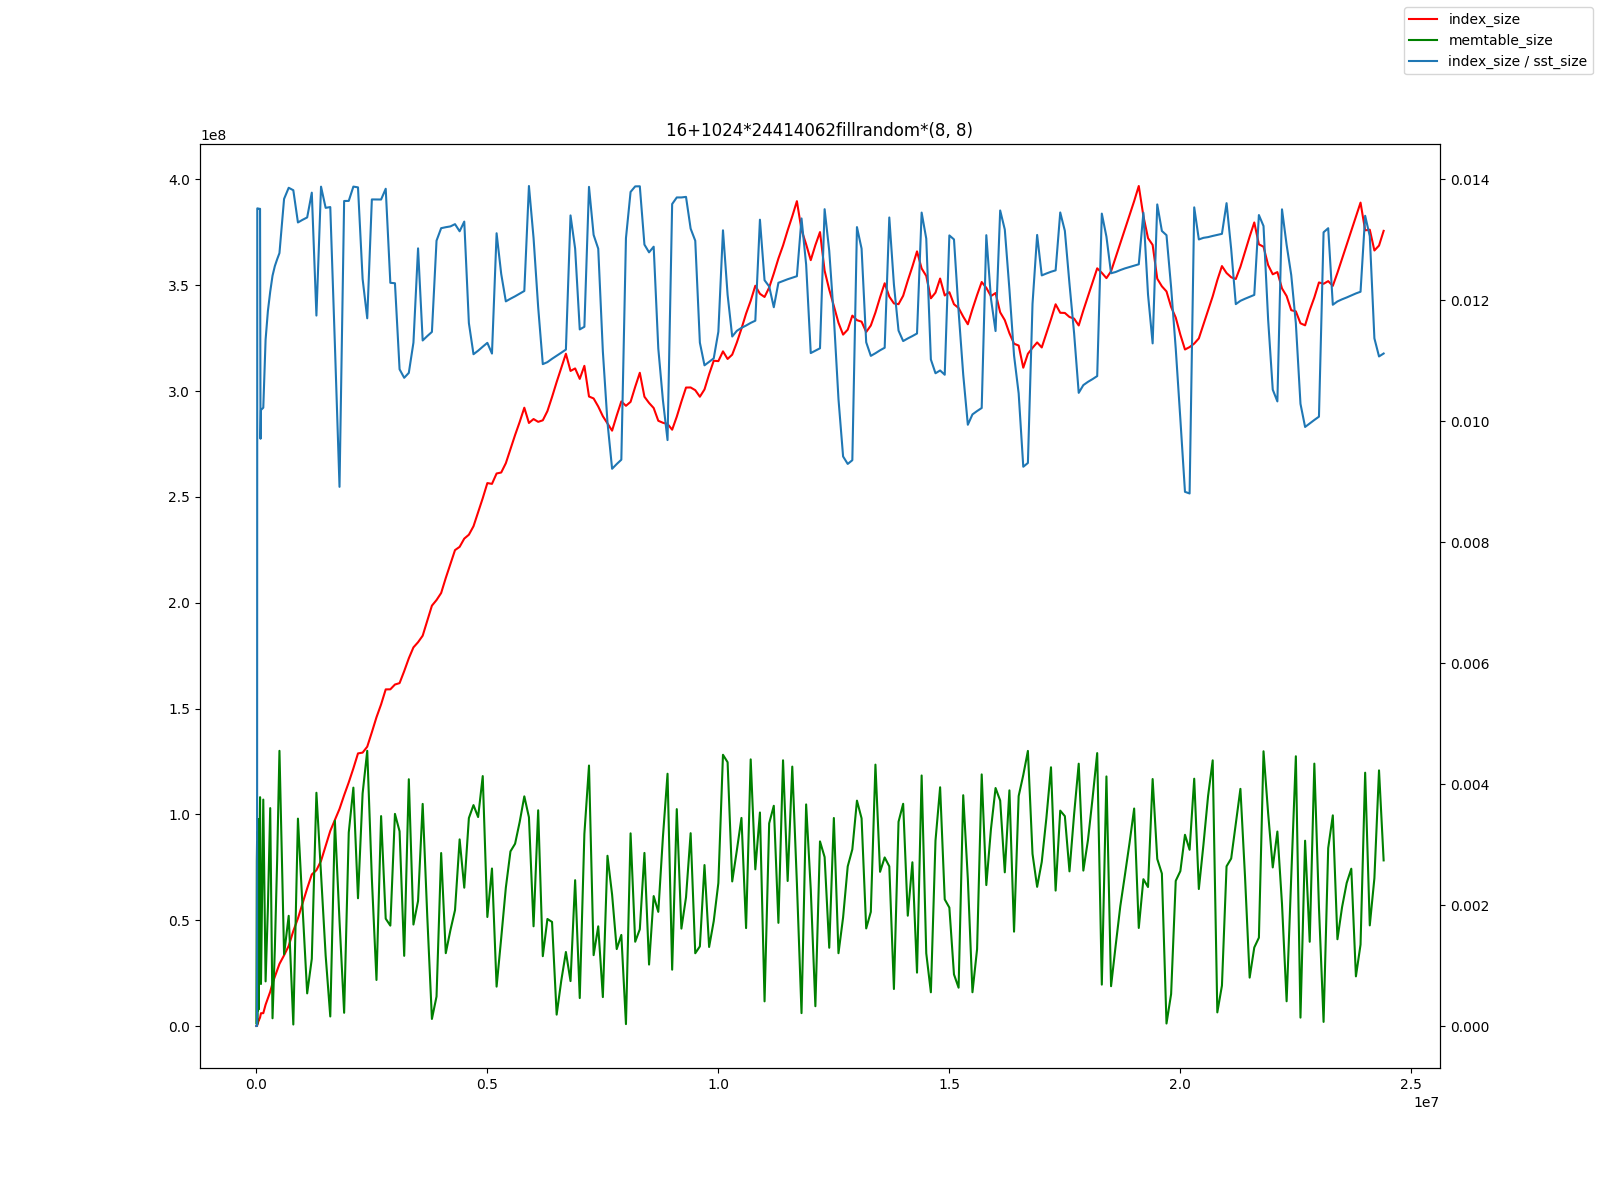 index_size
memtable_size
index_size / sst_size
16+1024*24414062fillrandom*(8, 8)
1e8
4.0
3.5
3.0
2.5
2.0
1.5
1.0
0.5
0.0
0.014
0.012
0.010
0.008
0.006
0.004
0.002
0.000
0.0 0.5 1.0 1.5 2.0 2.5
1e7